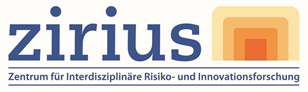 zirius
Zentrum für Interdisziplinäre Risiko- und Innovationsforschung